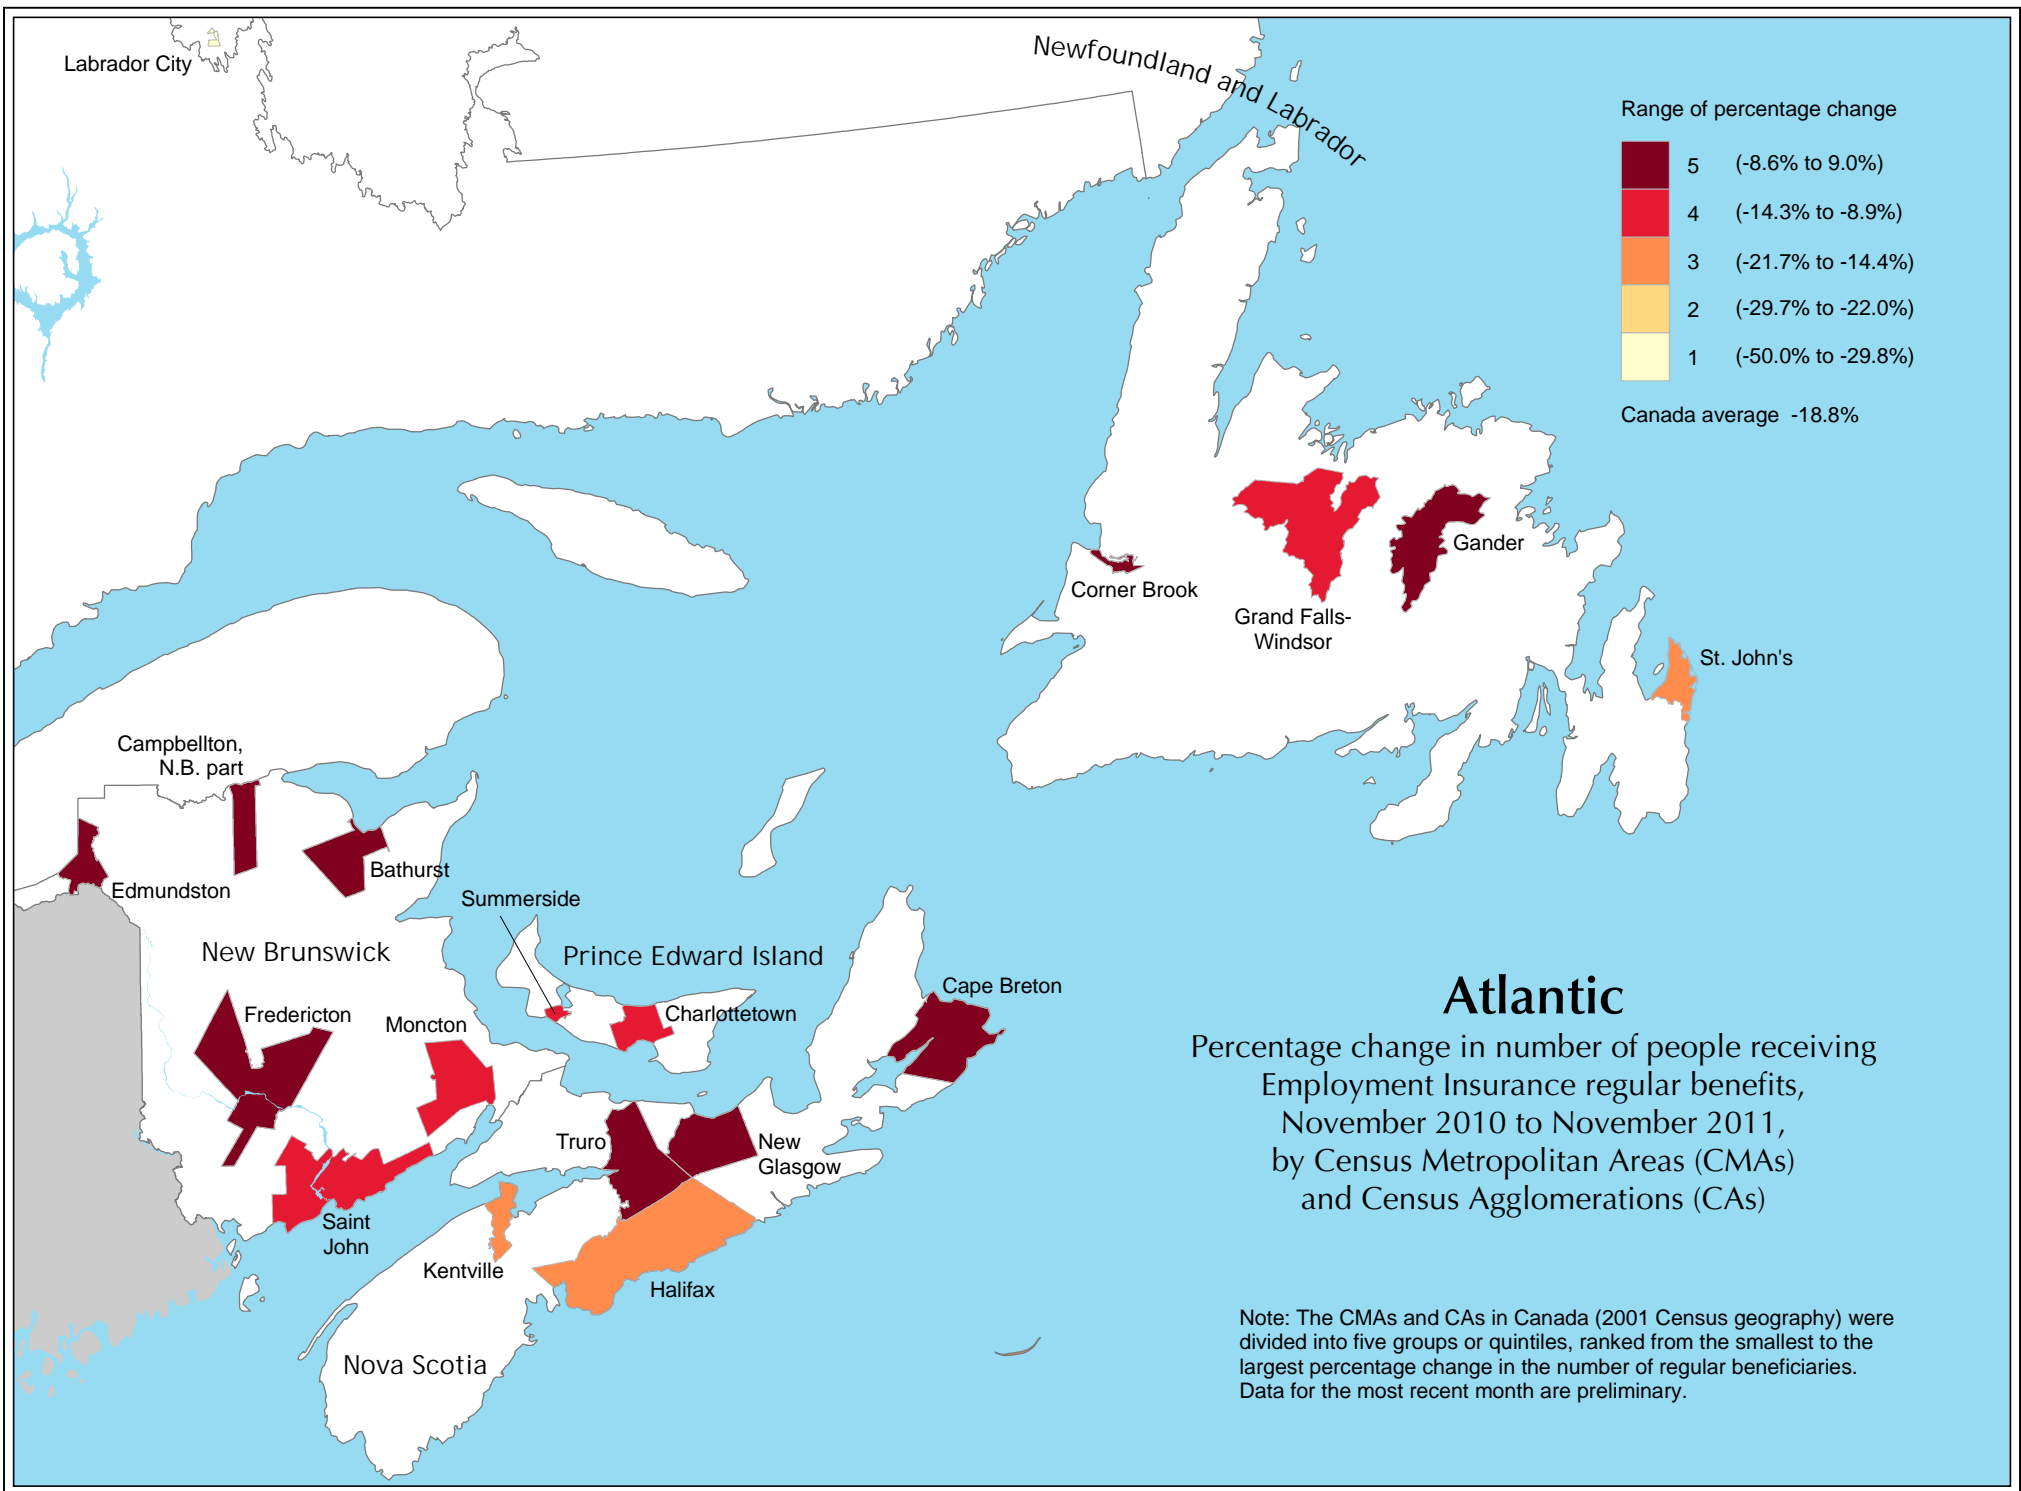 Labrador City
Newfoundland and Labrador
Range of percentage change
5 (-8.6% to 9.0%)
4 (-14.3% to -8.9%)
3 (-21.7% to -14.4%)
2 (-29.7% to -22.0%)
1 (-50.0% to -29.8%)
Canada average -18.8%
Gander
Corner Brook
Grand Falls-
Windsor
St. John's
Campbellton,
N.B. part
Bathurst
Edmundston
Summerside
New Brunswick
Prince Edward Island
Cape Breton
Fredericton
Moncton
Charlottetown
Truro
New
Glasgow
Saint
John
Kentville
Halifax
Nova Scotia
Atlantic
Percentage change in number of people receiving
Employment Insurance regular benefits,
November 2010 to November 2011,
by Census Metropolitan Areas (CMAs)
and Census Agglomerations (CAs)
Note: The CMAs and CAs in Canada (2001 Census geography) were
divided into five groups or quintiles, ranked from the smallest to the
largest percentage change in the number of regular beneficiaries.
Data for the most recent month are preliminary.